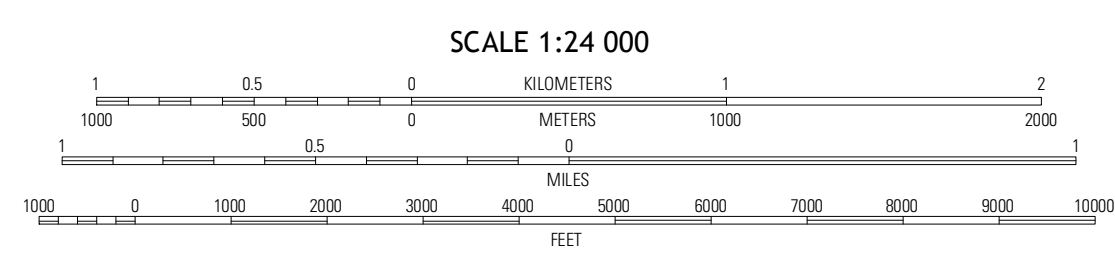 SCALE 1:24 000
1 0.5 0 KILOMETERS 1 2
1000 500 0 METERS 1000 2000
1 0.5 0 1
MILES
1000 0 1000 2000 3000 4000 5000 6000 7000 8000 9000 10000
FEET